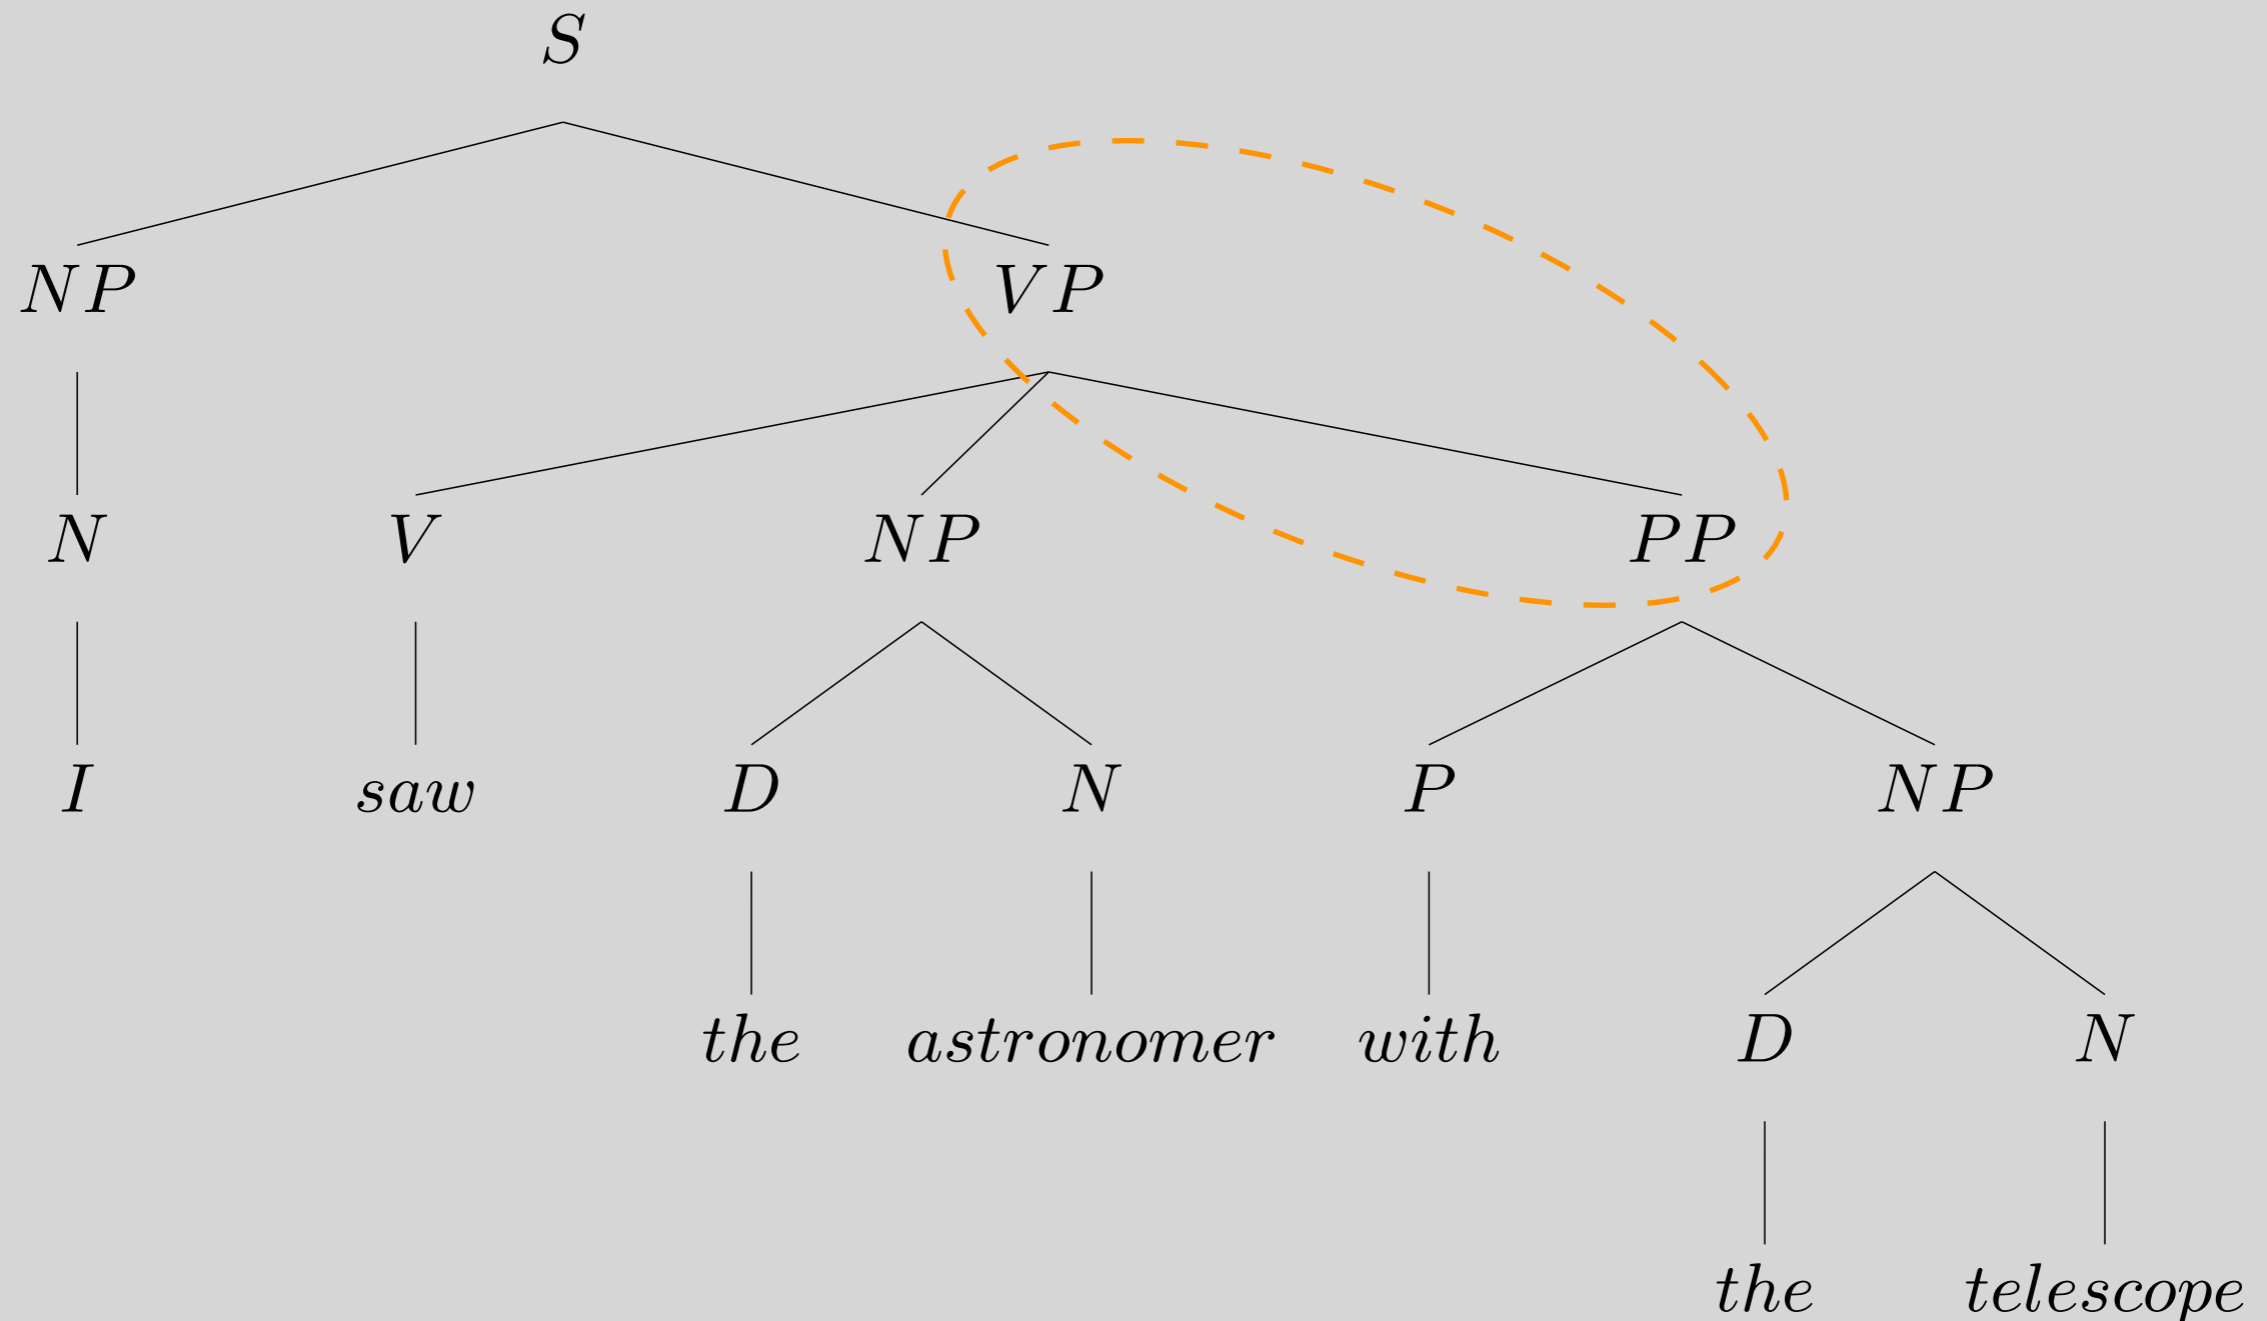 S
NP VP
N V NP PP
I saw D N P NP
the astronomer with D N
the telescope